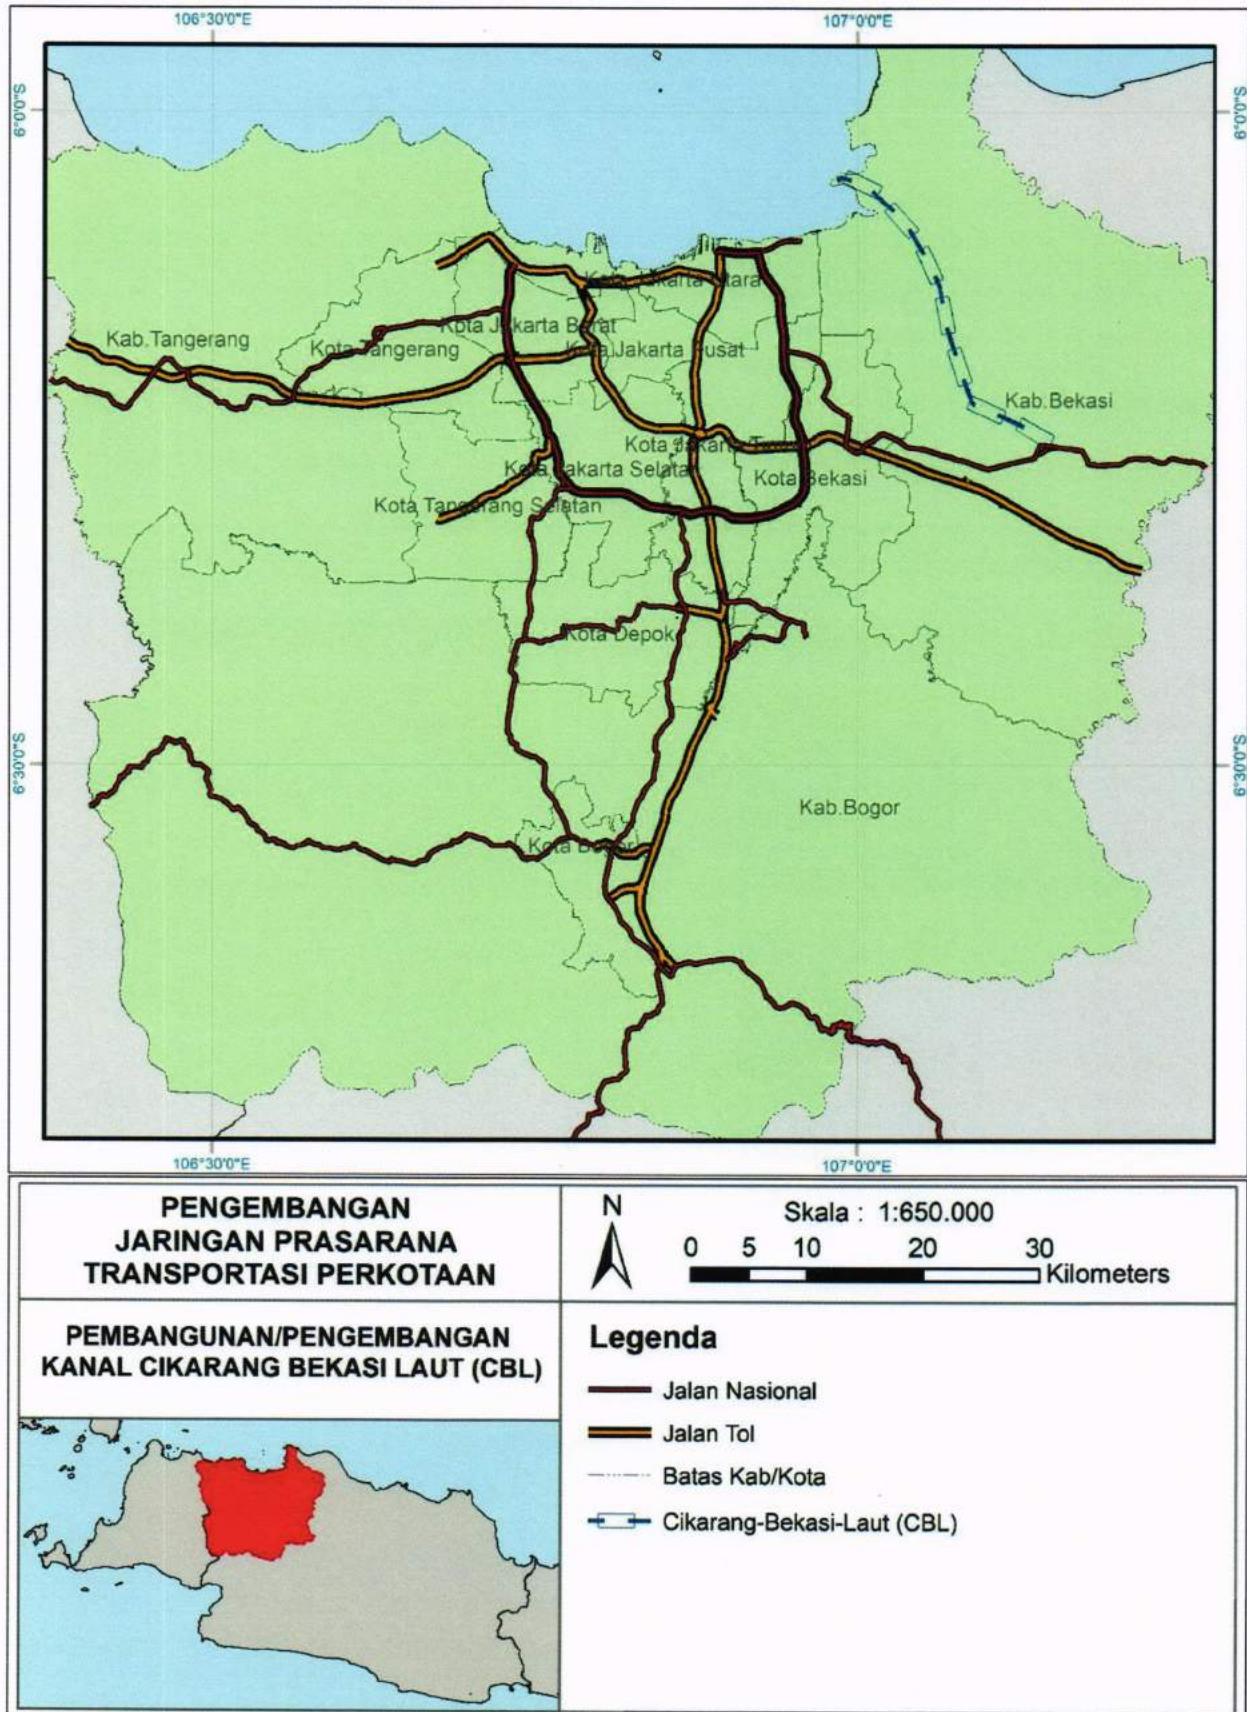 106°30'0"E
107°0'0"E
6°0'0"S
6°0'0"S
Kota Jakarta Utara
Kab.Tangerang
Kota Jakarta Barat
Kota Tangerang
Kota Jakarta Pusat
Kab.Bekasi
Kota Jakarta Timur
Kota Jakarta Selatan
Kota Bekasi
Kota Tangerang Selatan
Kota Depok
6°30'0"S
6°30'0"S
Kab.Bogor
Kota Bogor
106°30'0"E
107°0'0"E
PENGEMBANGAN
JARINGAN PRASARANA
TRANSPORTASI PERKOTAAN
N
Skala : 1:650.000
0 5 10 20 30
Kilometers
PEMBANGUNAN/PENGEMBANGAN
KANAL CIKARANG BEKASI LAUT (CBL)
Legenda
Jalan Nasional
Jalan Tol
Batas Kab/Kota
Cikarang-Bekasi-Laut (CBL)